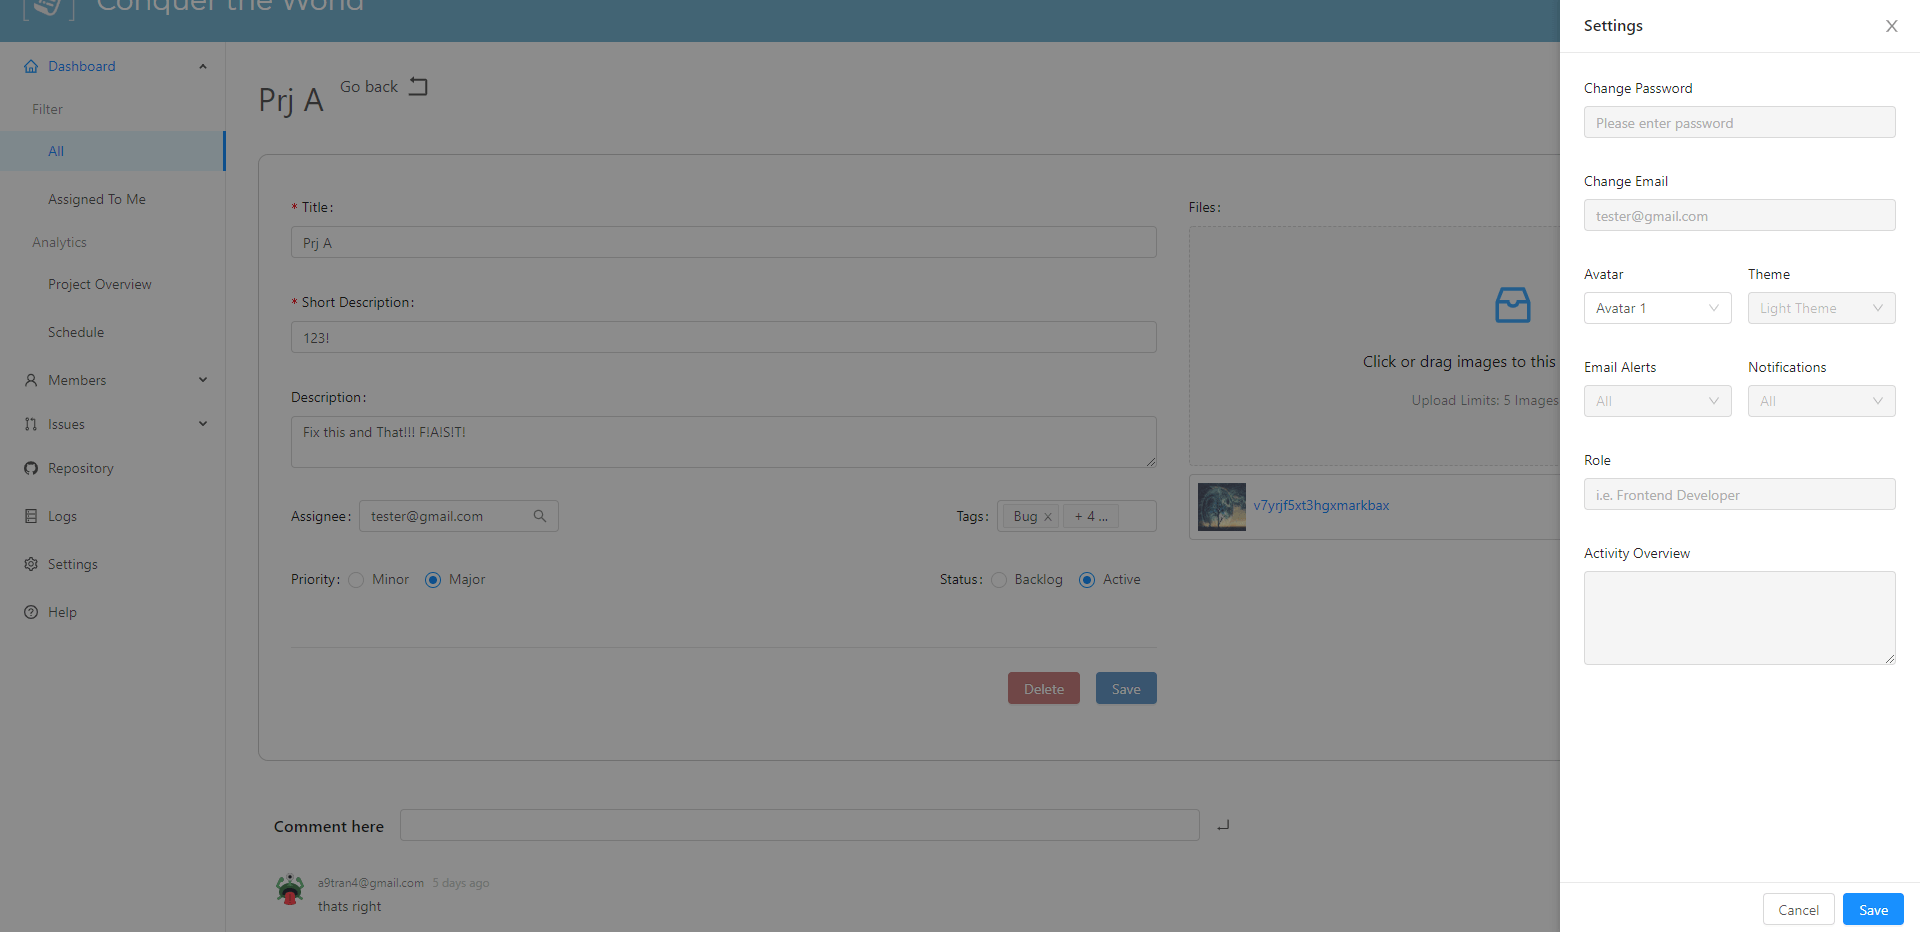 Conquer the World
Dashboard
Filter
All
Assigned To Me
Analytics
Project Overview
Schedule
Members
Issues
Repository
Logs
Settings
Help
Prj A
Go back
* Title:
Prj A
* Short Description:
123!
Description:
Fix this and That!!! F!A!S!T!
Assignee: tester@gmail.com
Tags: Bug + 4 ...
Priority: Minor Major
Status: Backlog Active
Delete Save
Files:
Click or drag images to this
Upload Limits: 5 Images
v7yrjf5xt3hgxmarkbax
Comment here
a9tran4@gmail.com 5 days ago
thats right
Settings
Change Password
Please enter password
Change Email
tester@gmail.com
Avatar Theme
Avatar 1 Light Theme
Email Alerts Notifications
All All
Role
i.e. Frontend Developer
Activity Overview
Cancel Save